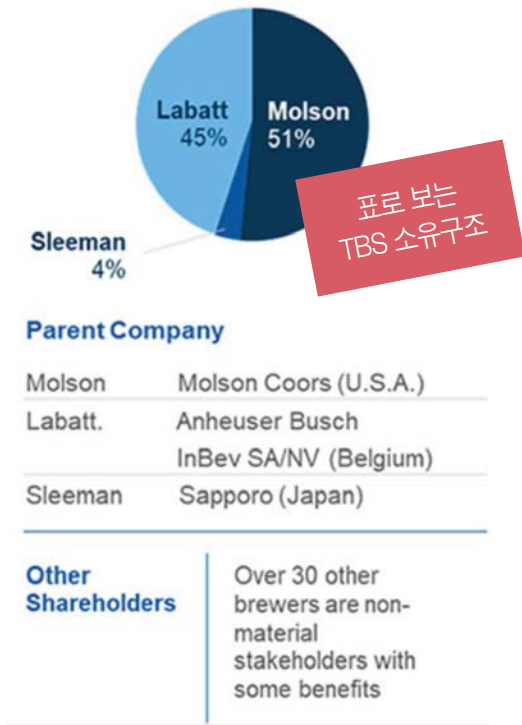 Labatt
45%
Molson
51%
표로 보는
TBS 소유구조
Sleeman
4%
Parent Company
Molson Molson Coors (U.S.A.)
Labatt. Anheuser Busch
InBev SA/NV (Belgium)
Sleeman Sapporo (Japan)
Other
Shareholders
Over 30 other
brewers are non-
material
stakeholders with
some benefits